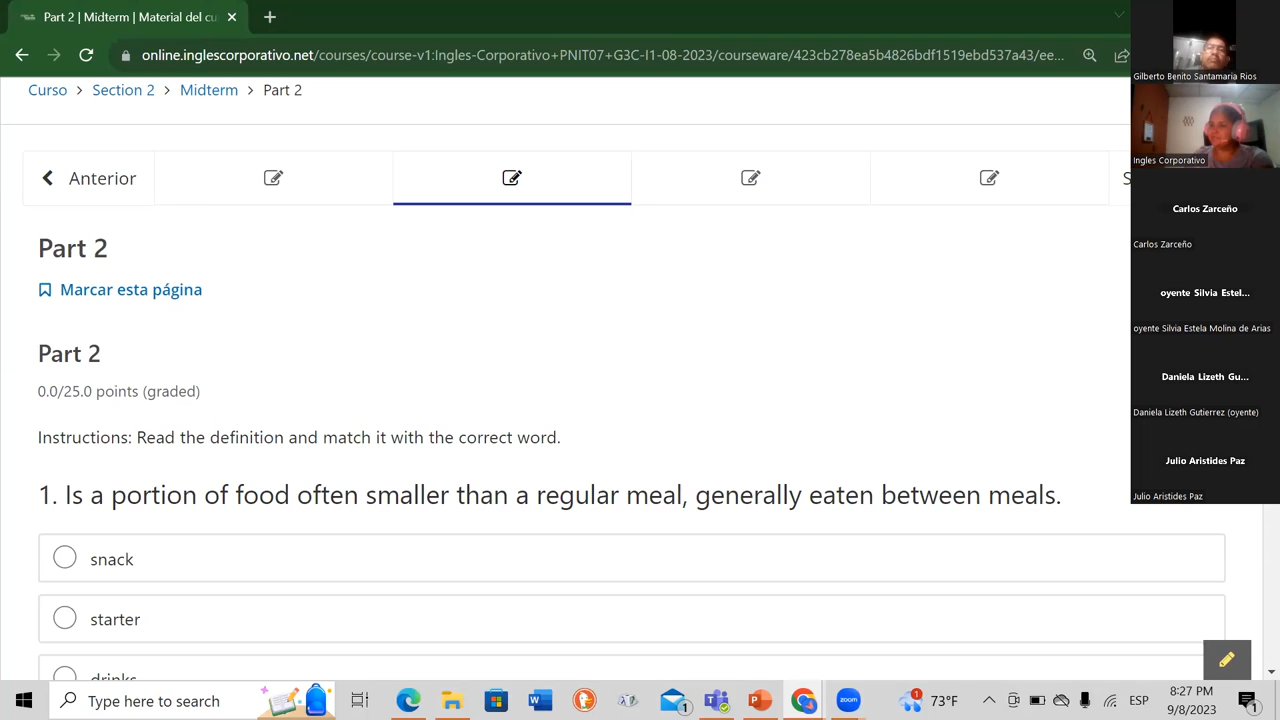 Part 2 | Midterm | Material del cu
online.inglescorporativo.net/courses/course-v1:Ingles-Corporativo+PNIT07+G3C-I1-08-2023/courseware/423cb278ea5b4826bdf1519ebd537a43/ee...
Curso > Section 2 > Midterm > Part 2
Anterior
S
Part 2
Marcar esta página
Part 2
0.0/25.0 points (graded)
Instructions: Read the definition and match it with the correct word.
1. Is a portion of food often smaller than a regular meal, generally eaten between meals.
snack
starter
drinks
Gilberto Benito Santamaria Rios
Ingles Corporativo
Carlos Zarceño
Carlos Zarceño
oyente Silvia Estel...
oyente Silvia Estela Molina de Arias
Daniela Lizeth Gu...
Daniela Lizeth Gutierrez (oyente)
Julio Aristides Paz
Julio Aristides Paz
Type here to search
1
zoom
1
73°F
ESP
8:27 PM
9/8/2023
1